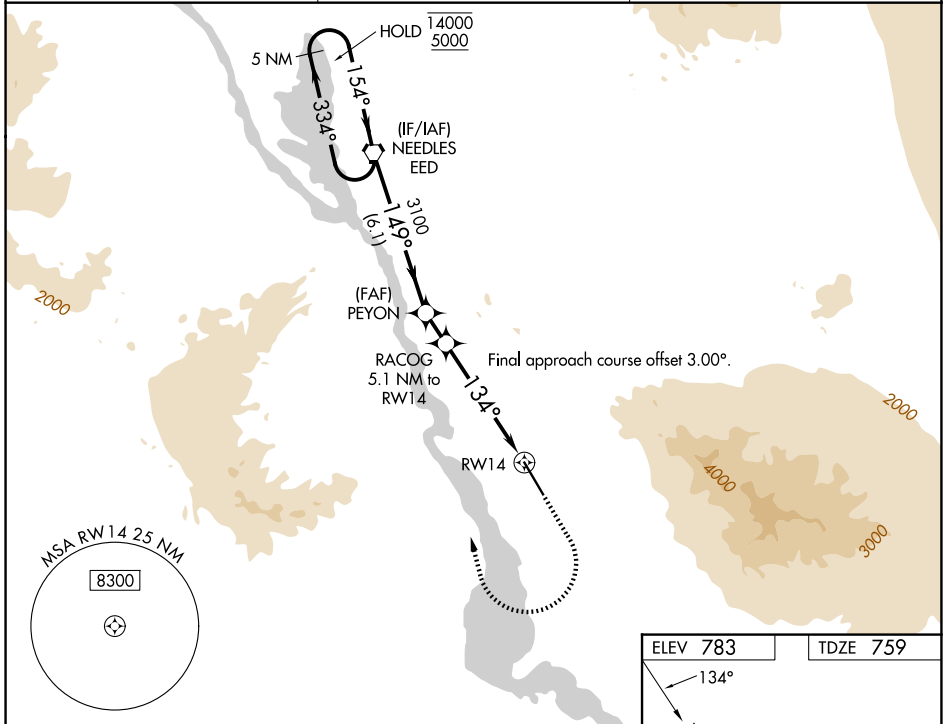 HOLD 14000
5000
5 NM
154°
334°
(IF/IAF)
NEEDLES
EED
3100
149°
(6.1)
2000
(FAF)
PEYON
RACOG
5.1 NM to
RW14
Final approach course offset 3.00°.
134°
2000
RW14
4000
3000
MSA RW14 25 NM
8300
ELEV 783
TDZE 759
134°